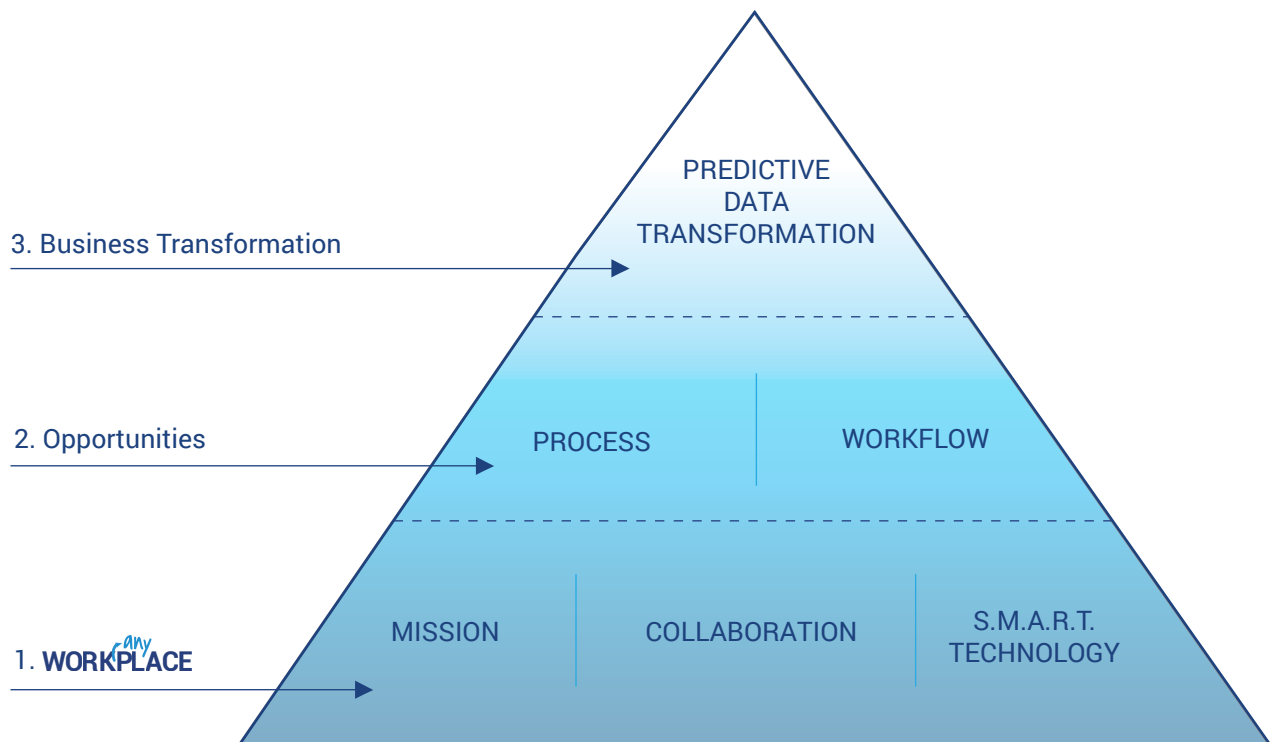 PREDICTIVE
DATA
TRANSFORMATION
3. Business Transformation
2. Opportunities
PROCESS
WORKFLOW
MISSION
COLLABORATION
S.M.A.R.T.
TECHNOLOGY
any
1. WORKPLACE